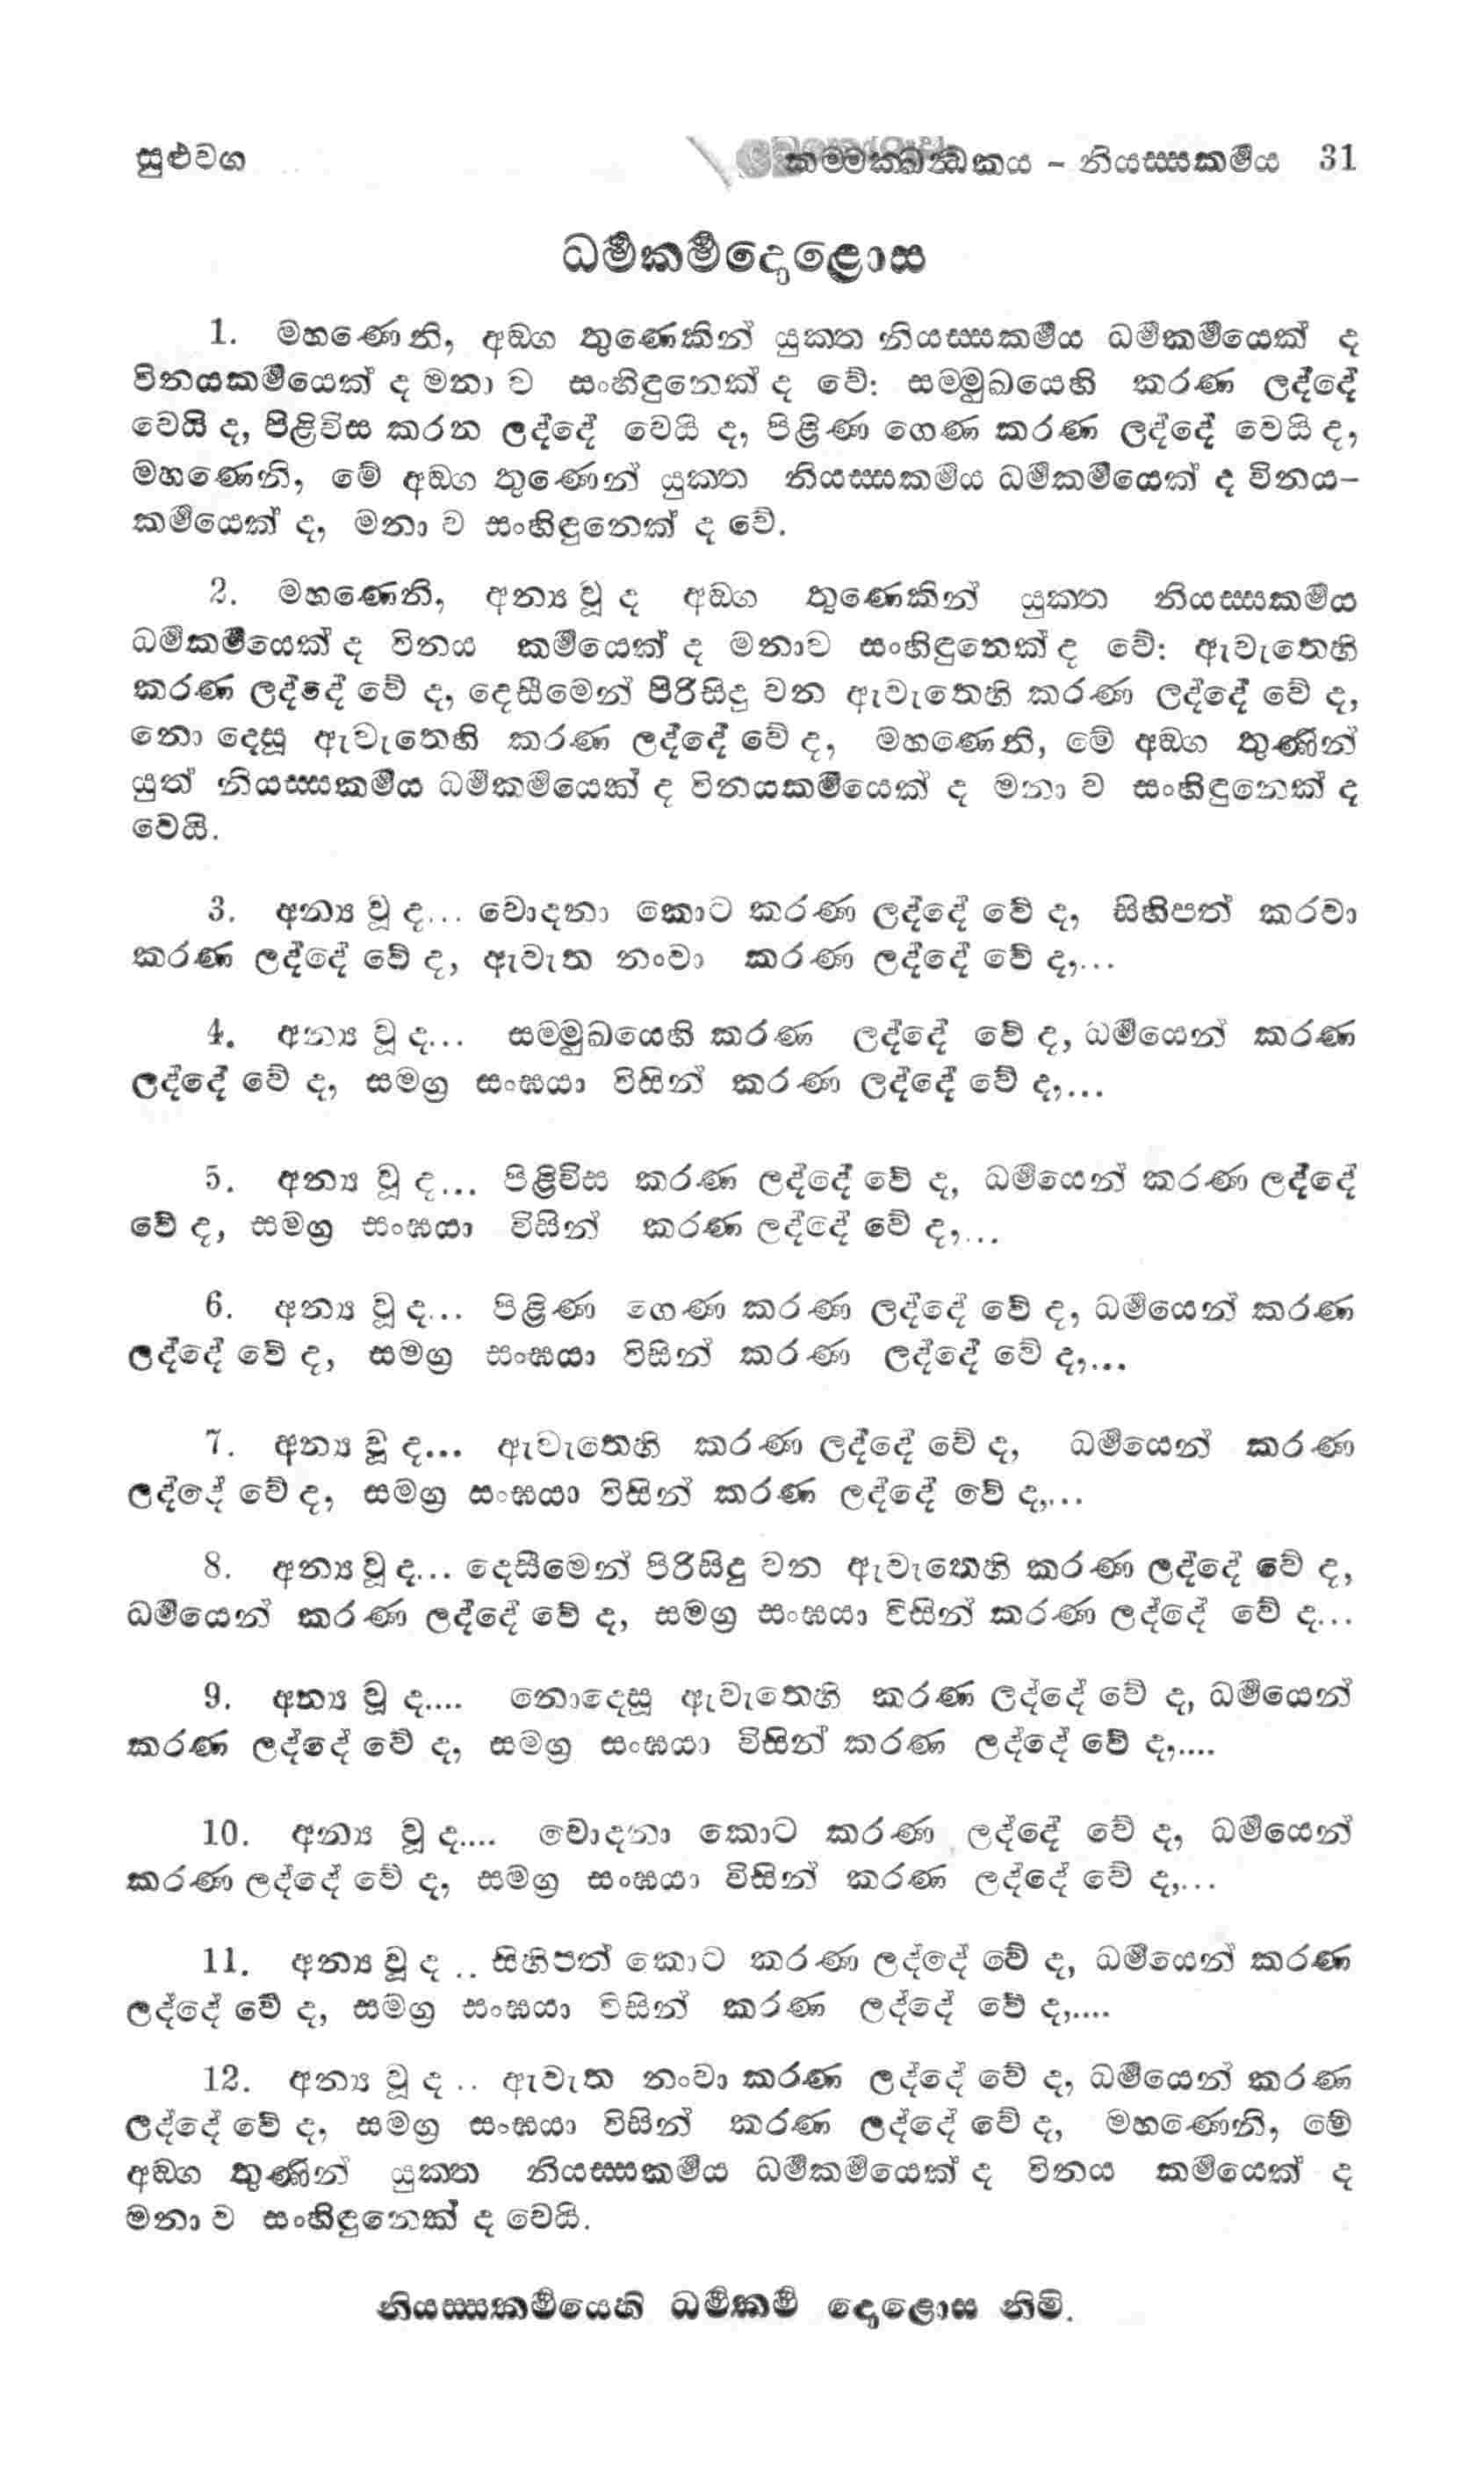 සුළුවග
කම්මක්ඛන්ධකය – නියස්සකර්‍මය 31
ධර්‍මකර්‍මදොළොස
1. මහණෙනි, අඞ්ග තුණෙකින් යුක්ත නියස්සකර්‍මය ධර්‍මකර්‍මයෙක් ද
විනයකර්‍මයෙක් ද මනා ව සංහිඳුනෙක් ද වේ: සම්මුඛයෙහි කරණ ලද්දේ
වෙයි ද, පිළිවිස කරන ලද්දේ වෙයි ද, පිළිණ ගෙණ කරණ ලද්දේ වෙයි ද,
මහණෙනි, මේ අඞ්ග තුණෙන් යුක්ත නියස්සකර්‍මය ධර්‍මකර්‍මයෙක් ද විනය–
කර්‍මයෙක් ද, මනා ව සංහිඳුනෙක් ද වේ.
2. මහණෙනි, අන්‍ය වූ ද අඞ්ග තුණෙකින් යුක්ත නියස්සකර්‍මය
ධර්‍මකර්‍මයෙක් ද විනය කර්‍මයෙක් ද මනාව සංහිඳුනෙක් ද වේ: ඇවැතෙහි
කරණ ලද්දේ වේ ද, දෙසීමෙන් පිරිසිදු වන ඇවැතෙහි කරණ ලද්දේ වේ ද,
නො දෙසූ ඇවැතෙහි කරණ ලද්දේ වේ ද, මහණෙනි, මේ අඞ්ග තුණින්
යුත් නියස්සකර්‍මය ධර්‍මකර්‍මයෙක් ද විනයකර්‍මයෙක් ද මනා ව සංහිඳුනෙක් ද
වෙයි.
3. අන්‍ය වූ ද... චොදනා කොට කරණ ලද්දේ වේ ද, සිහිපත් කරවා
කරණ ලද්දේ වේ ද, ඇවැත නංවා කරණ ලද්දේ වේ ද,...
4. අන්‍ය වූ ද... සම්මුඛයෙහි කරණ ලද්දේ වේ ද, ධර්‍මයෙන් කරණ
ලද්දේ වේ ද, සමග්‍ර සංඝයා විසින් කරණ ලද්දේ වේ ද,...
5. අන්‍ය වූ ද... පිළිවිස කරණ ලද්දේ වේ ද, ධර්‍මයෙන් කරණ ලද්දේ
වේ ද, සමග්‍ර සංඝයා විසින් කරණ ලද්දේ වේ ද,...
6. අන්‍ය වූ ද... පිළිණ ගෙණ කරණ ලද්දේ වේ ද, ධර්‍මයෙන් කරණ
ලද්දේ වේ ද, සමග්‍ර සංඝයා විසින් කරණ ලද්දේ වේ ද,...
7. අන්‍ය වූ ද... ඇවැතෙහි කරණ ලද්දේ වේ ද, ධර්‍මයෙන් කරණ
ලද්දේ වේ ද, සමග්‍ර සංඝයා විසින් කරණ ලද්දේ වේ ද,...
8. අන්‍ය වූ ද... දෙසීමෙන් පිරිසිදු වන ඇවැතෙහි කරණ ලද්දේ වේ ද,
ධර්‍මයෙන් කරණ ලද්දේ වේ ද, සමග්‍ර සංඝයා විසින් කරණ ලද්දේ වේ ද...
9. අන්‍ය වූ ද.... නොදෙසූ ඇවැතෙහි කරණ ලද්දේ වේ ද, ධර්‍මයෙන්
කරණ ලද්දේ වේ ද, සමග්‍ර සංඝයා විසින් කරණ ලද්දේ වේ ද,....
10. අන්‍ය වූ ද.... චොදනා කොට කරණ ලද්දේ වේ ද, ධර්‍මයෙන්
කරණ ලද්දේ වේ ද, සමග්‍ර සංඝයා විසින් කරණ ලද්දේ වේ ද,...
11. අන්‍ය වූ ද .. සිහිපත් කොට කරණ ලද්දේ වේ ද, ධර්‍මයෙන් කරණ
ලද්දේ වේ ද, සමග්‍ර සංඝයා විසින් කරණ ලද්දේ වේ ද,....
12. අන්‍ය වූ ද .. ඇවැත නංවා කරණ ලද්දේ වේ ද, ධර්‍මයෙන් කරණ
ලද්දේ වේ ද, සමග්‍ර සංඝයා විසින් කරණ ලද්දේ වේ ද, මහණෙනි, මේ
අඞ්ග තුණින් යුක්ත නියස්සකර්‍මය ධර්‍මකර්‍මයෙක් ද විනය කර්‍මයෙක් ද
මනා ව සංහිඳුනෙක් ද වෙයි.
නියස්සකර්‍මයෙහි ධර්‍මකර්‍ම දොළොස නිමි.